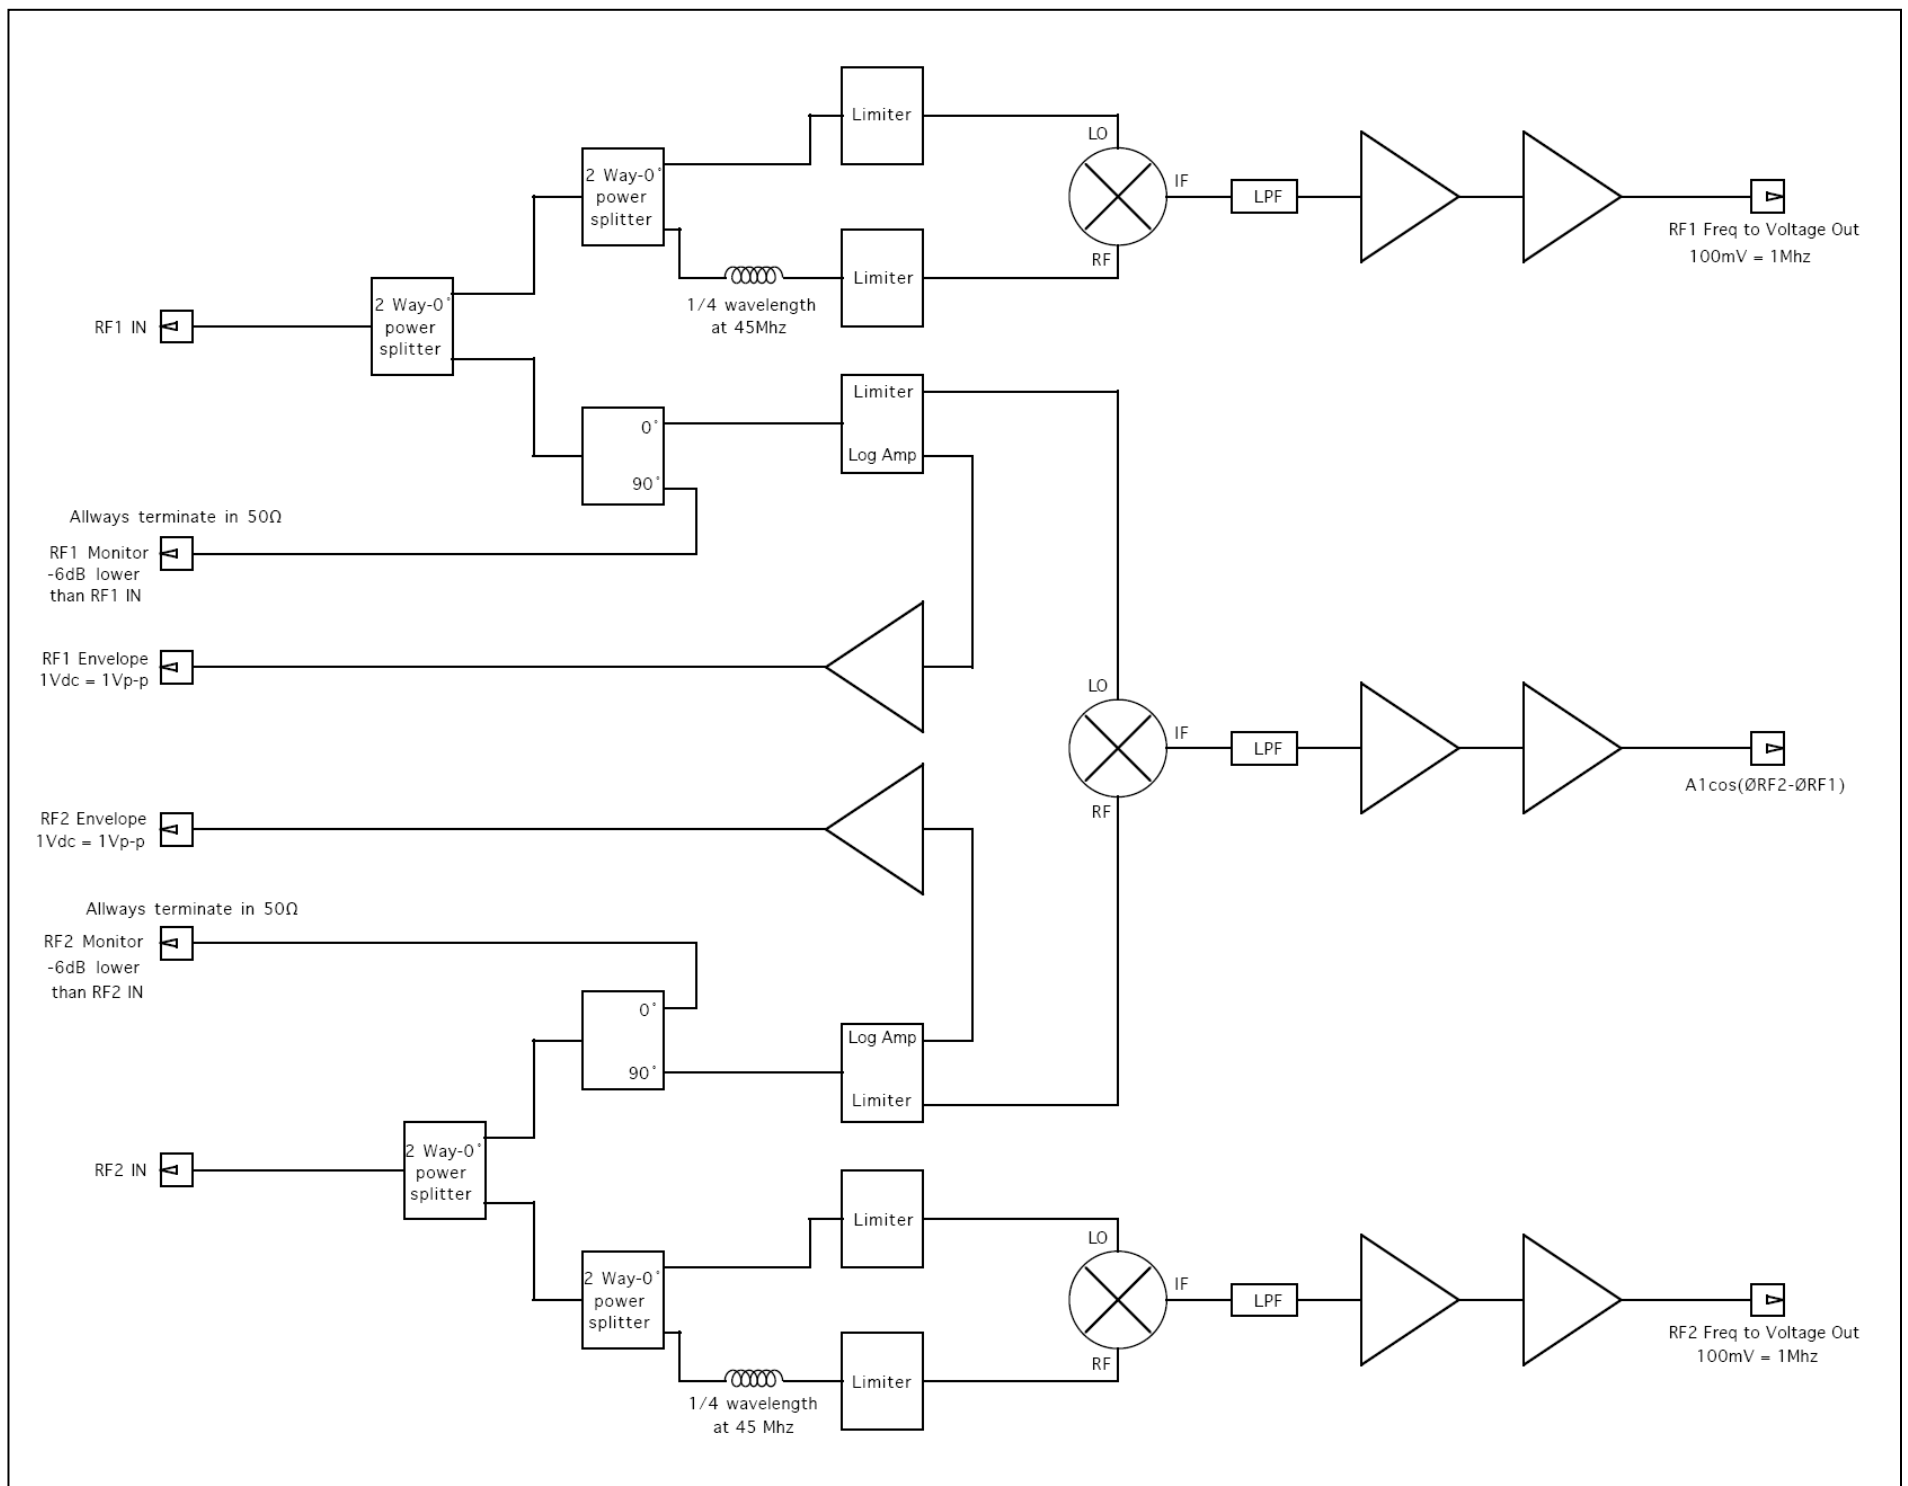 Limiter
LO
2 Way-0°
power
splitter
IF
LPF
RF1 Freq to Voltage Out
100mV = 1Mhz
RF
Limiter
1/4 wavelength
at 45Mhz
2 Way-0°
power
splitter
RF1 IN
0°
90°
Limiter
Log Amp
Allways terminate in 50Ω
RF1 Monitor
-6dB lower
than RF1 IN
RF1 Envelope
1Vdc = 1Vp-p
LO
IF
LPF
A1cos(ØRF2-ØRF1)
RF
RF2 Envelope
1Vdc = 1Vp-p
Allways terminate in 50Ω
RF2 Monitor
-6dB lower
than RF2 IN
0°
90°
Log Amp
Limiter
2 Way-0°
power
splitter
RF2 IN
Limiter
LO
2 Way-0°
power
splitter
IF
LPF
RF2 Freq to Voltage Out
100mV = 1Mhz
RF
Limiter
1/4 wavelength
at 45 Mhz